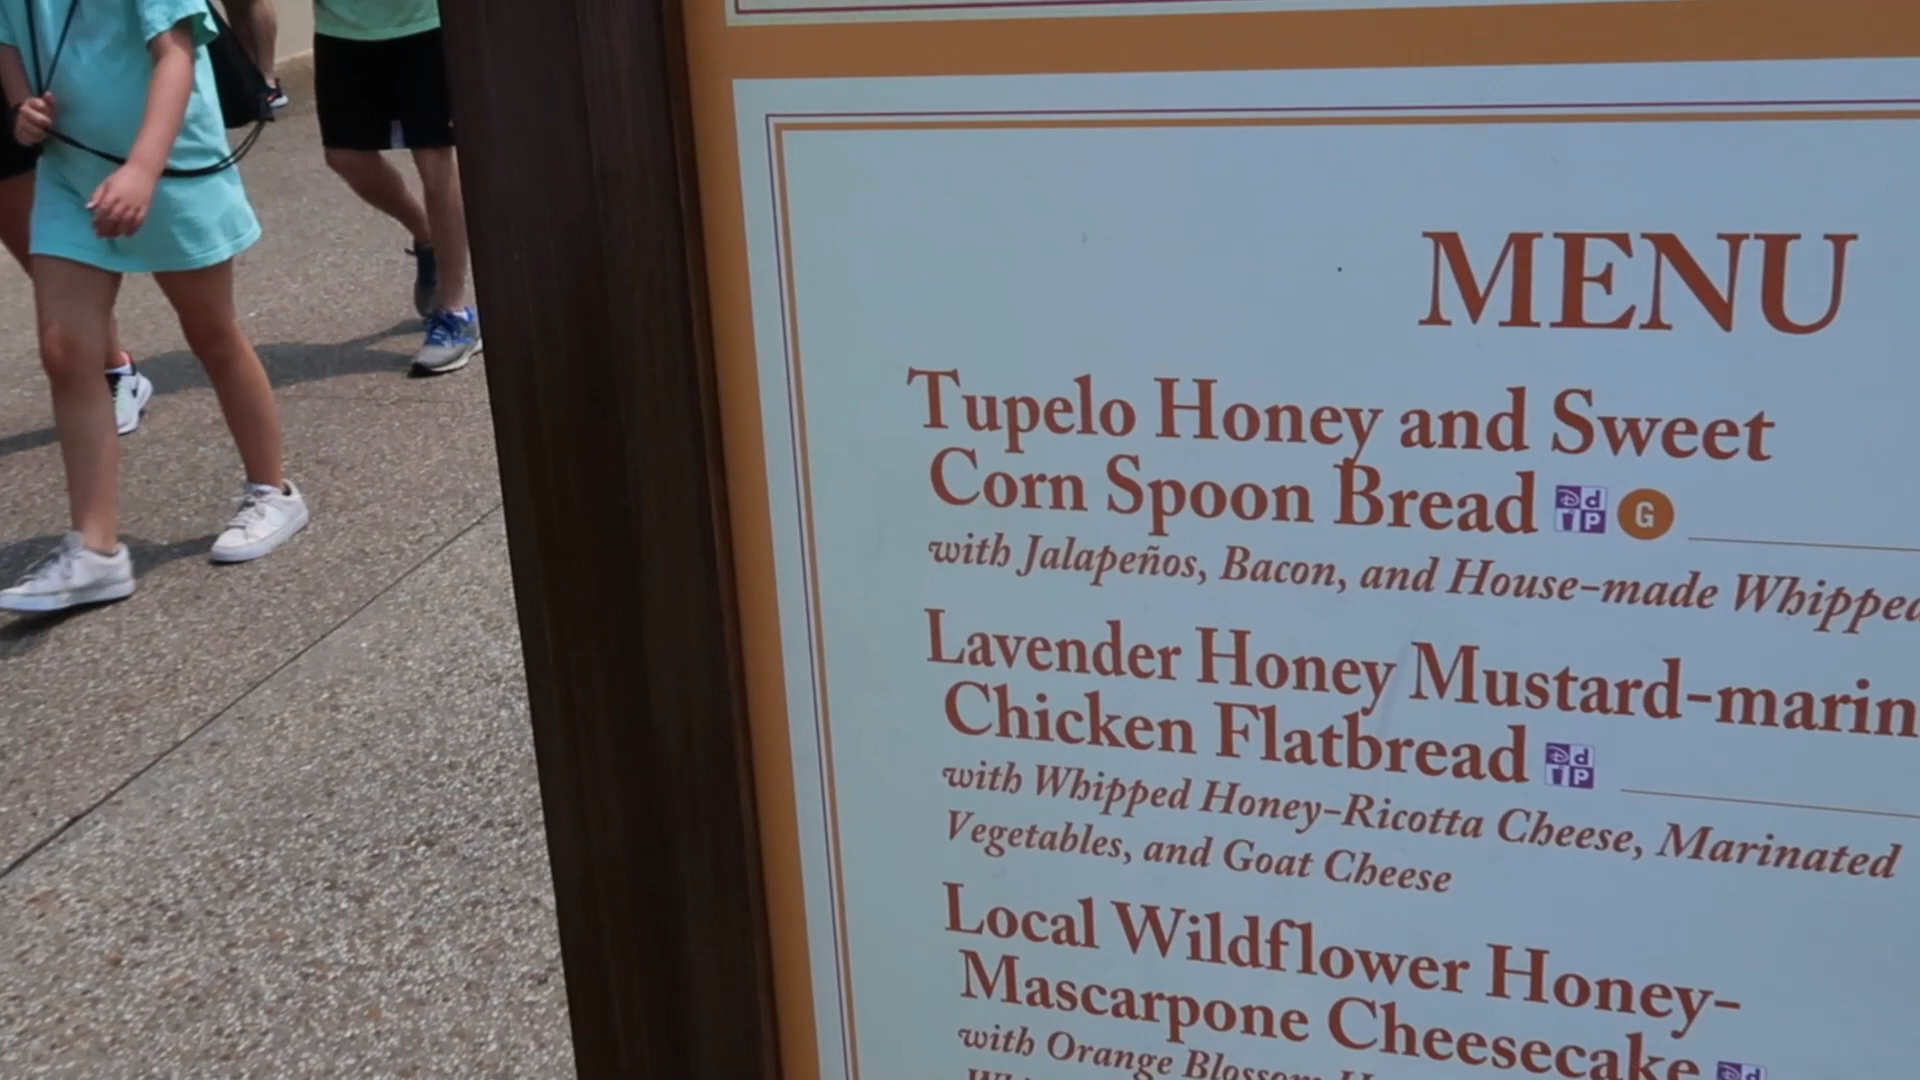 MENU
Tupelo Honey and Sweet
Corn Spoon Bread G
with Jalapeños, Bacon, and House-made Whipped
Lavender Honey Mustard-marin
Chicken Flatbread
with Whipped Honey-Ricotta Cheese, Marinated
Vegetables, and Goat Cheese
Local Wildflower Honey-
Mascarpone Cheesecake
with Orange Blossom